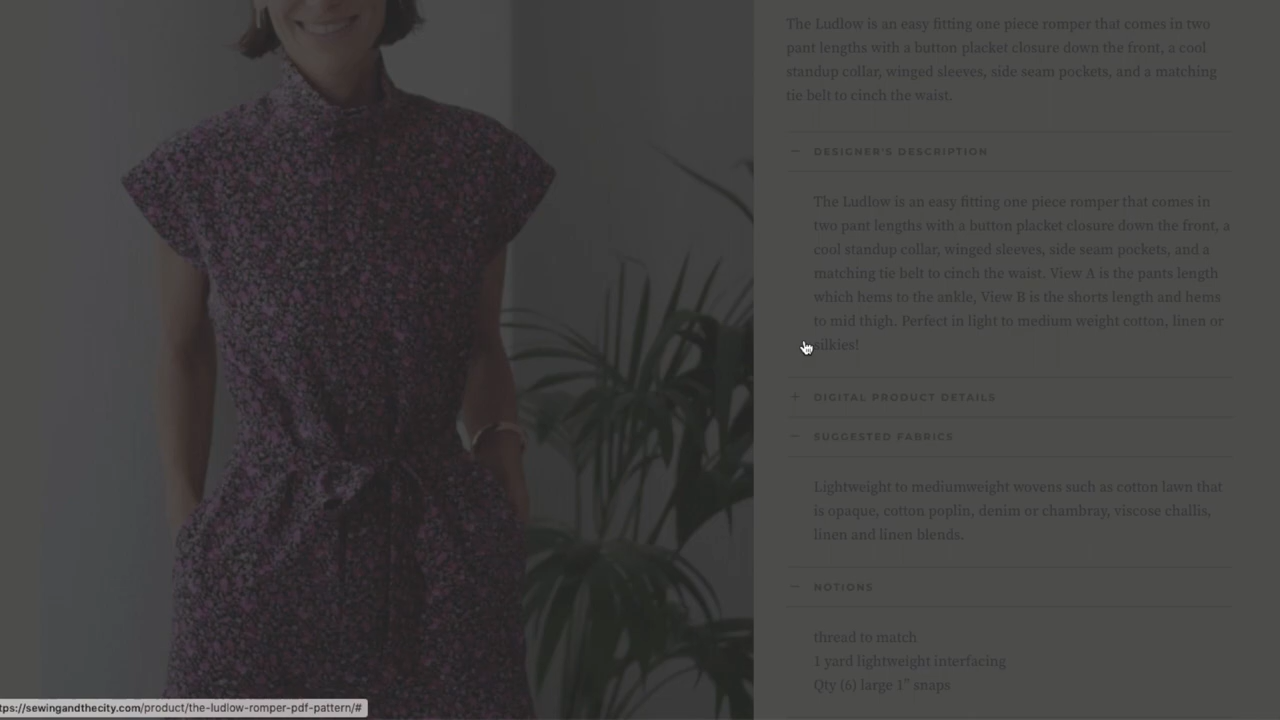 The Ludlow is an easy fitting one piece romper that comes in two
pant lengths with a button placket closure down the front, a cool
standup collar, winged sleeves, side seam pockets, and a matching
tie belt to cinch the waist.
− DESIGNER'S DESCRIPTION
The Ludlow is an easy fitting one piece romper that comes in
two pant lengths with a button placket closure down the front, a
cool standup collar, winged sleeves, side seam pockets, and a
matching tie belt to cinch the waist. View A is the pants length
which hems to the ankle, View B is the shorts length and hems
to mid thigh. Perfect in light to medium weight cotton, linen or
silkies!
+ DIGITAL PRODUCT DETAILS
− SUGGESTED FABRICS
Lightweight to mediumweight wovens such as cotton lawn that
is opaque, cotton poplin, denim or chambray, viscose challis,
linen and linen blends.
− NOTIONS
thread to match
1 yard lightweight interfacing
Qty (6) large 1" snaps
tps://sewingandthecity.com/product/the-ludlow-romper-pdf-pattern/#